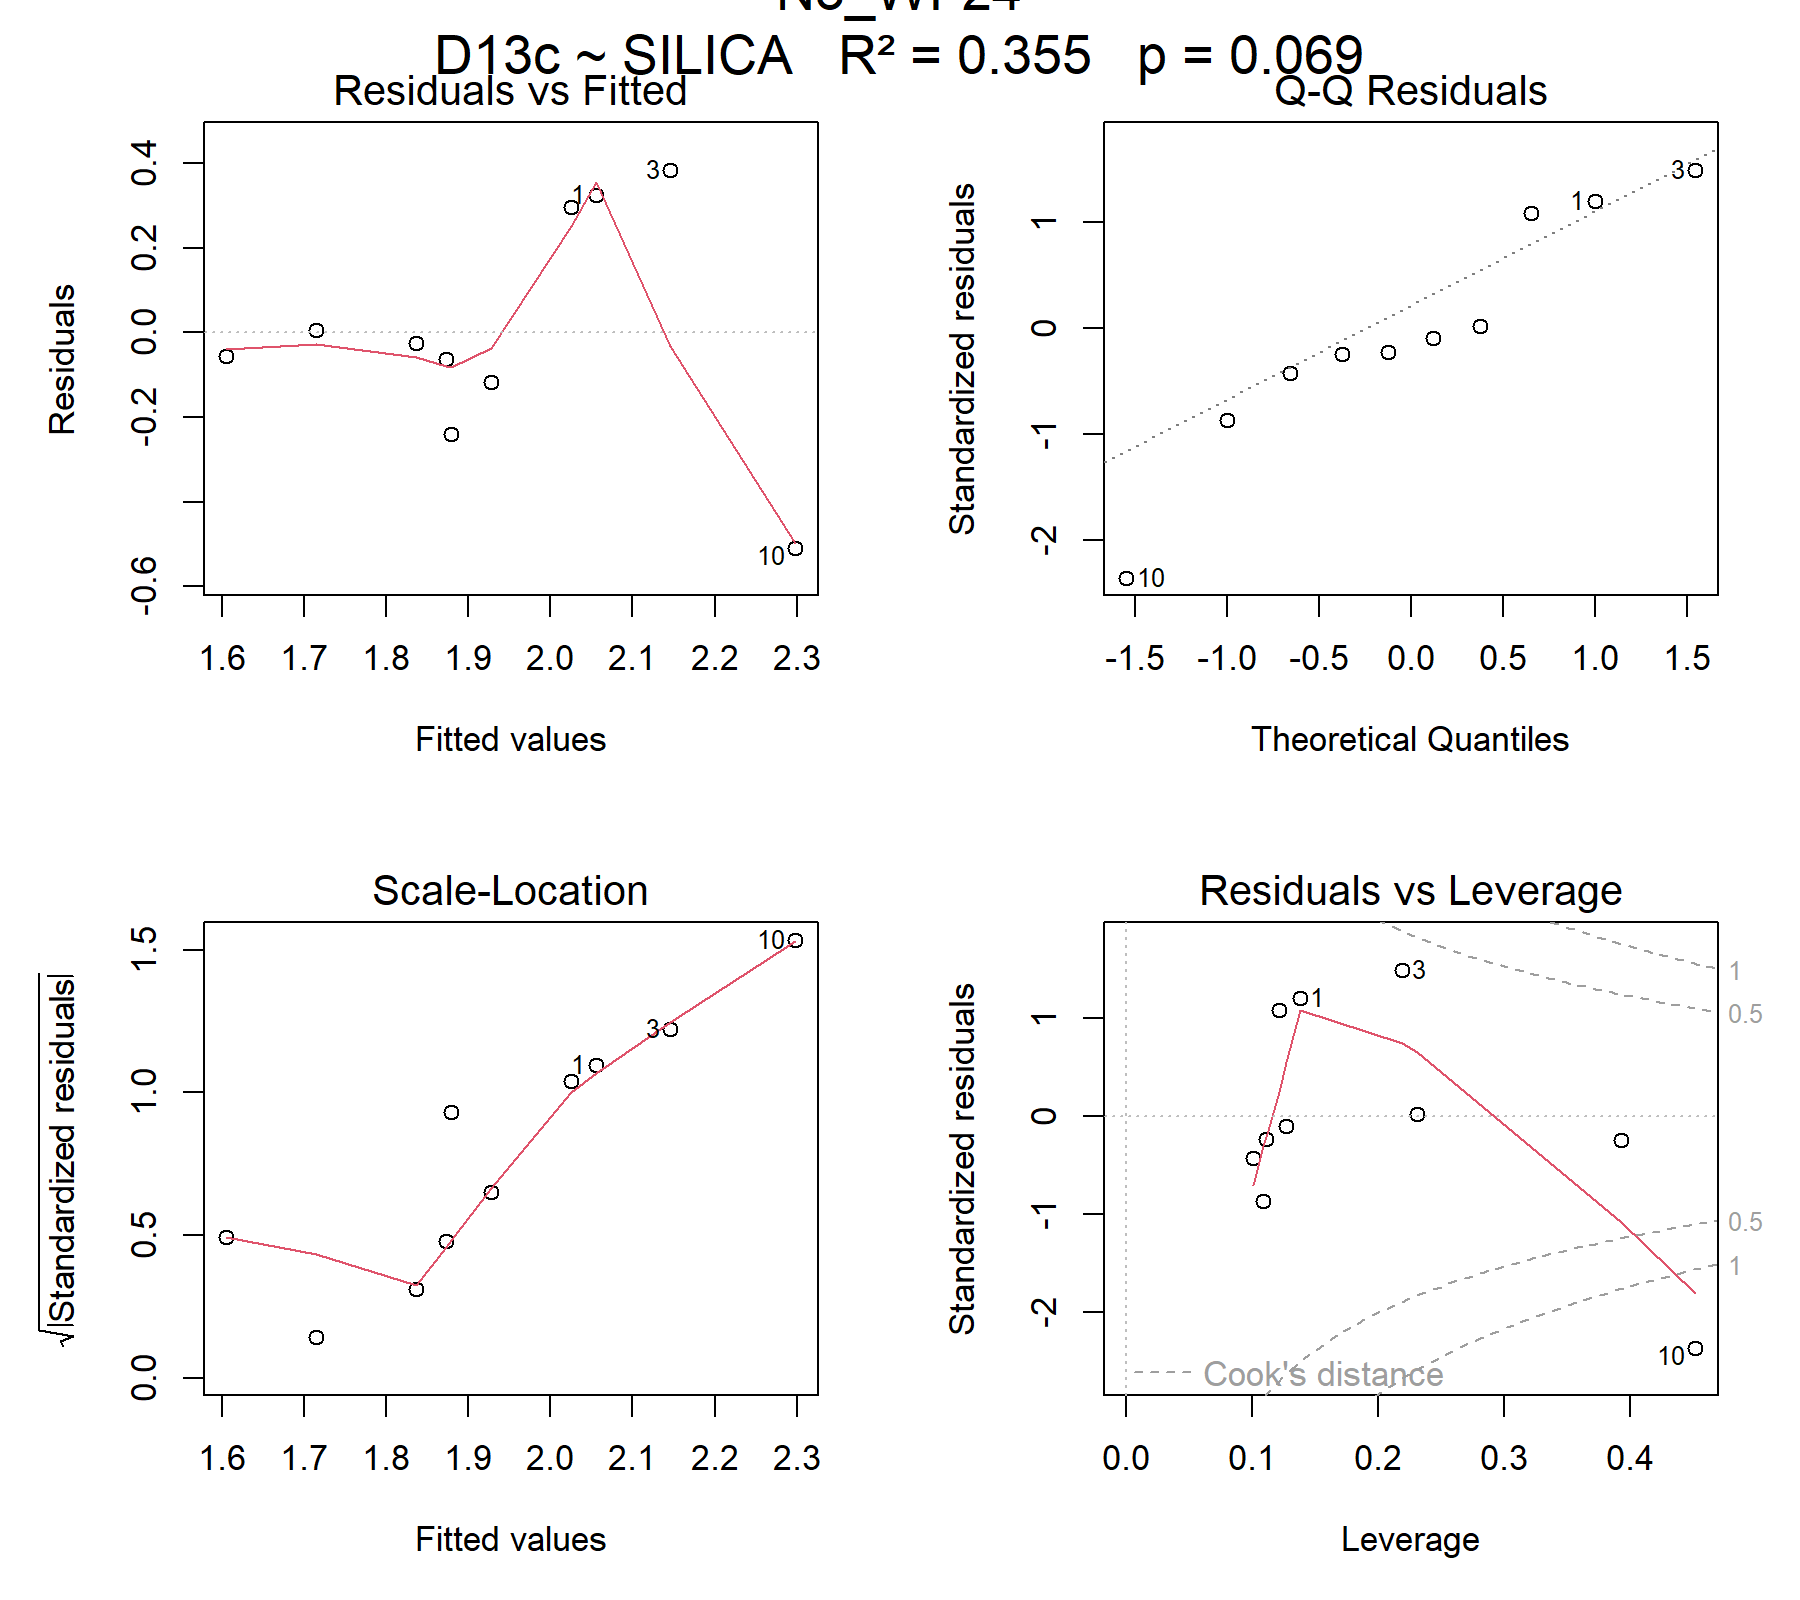 D13c ~ SILICA R² = 0.355 p = 0.069
Residuals vs Fitted
Residuals
0.4
0.2
0.0
-0.2
-0.6
3
1
10
1.6 1.7 1.8 1.9 2.0 2.1 2.2 2.3
Fitted values
Q-Q Residuals
Standardized residuals
1
0
-1
-2
3
1
10
-1.5 -1.0 -0.5 0.0 0.5 1.0 1.5
Theoretical Quantiles
Scale-Location
√|Standardized residuals|
1.5
1.0
0.5
0.0
10
3
1
1.6 1.7 1.8 1.9 2.0 2.1 2.2 2.3
Fitted values
Residuals vs Leverage
Standardized residuals
1
0
-1
-2
3
1
10
1
0.5
0.5
1
Cook's distance
0.0 0.1 0.2 0.3 0.4
Leverage